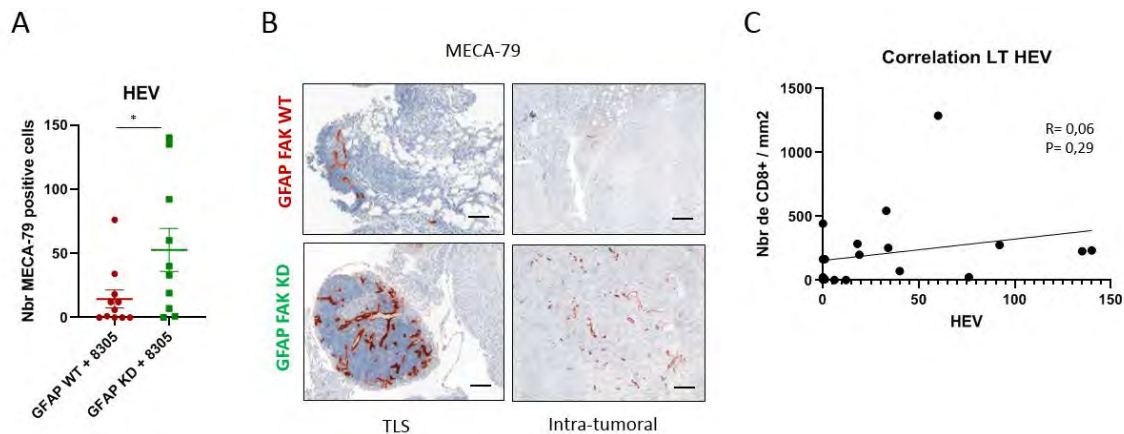 A
HEV
*
Nbr MECA-79 positive cells
150
100
50
0
GFAP WT + 8305
GFAP KD + 8305
B
MECA-79
GFAP FAK WT
GFAP FAK KD
TLS
Intra-tumoral
C
Correlation LT HEV
R= 0,06
P= 0,29
Nbr de CD8+ / mm2
1500
1000
500
0
0
50
100
150
HEV